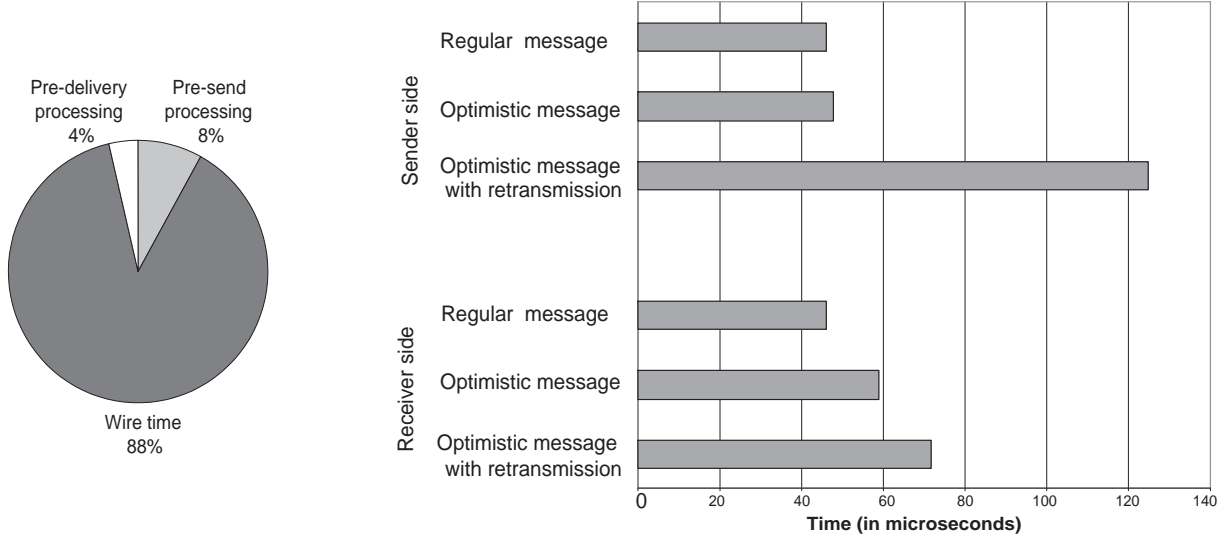 Pre-delivery
processing
4%
Pre-send
processing
8%
Wire time
88%
Sender side
Regular message
Optimistic message
Optimistic message
with retransmission
Receiver side
Regular message
Optimistic message
Optimistic message
with retransmission
0 20 40 60 80 100 120 140
Time (in microseconds)